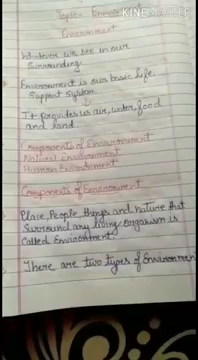 Topic-
KINEMASTER
Environment
Whatever we see in our
Surrounding.
Environment is our basic life
Support System.
It provides us air, water, food
and land.
Components of Environment
Natural Environment
Human Environment
Components of Environment
Place, People, things and nature that
Surround any living organism is
Called Environment.
There are two types of Environmen